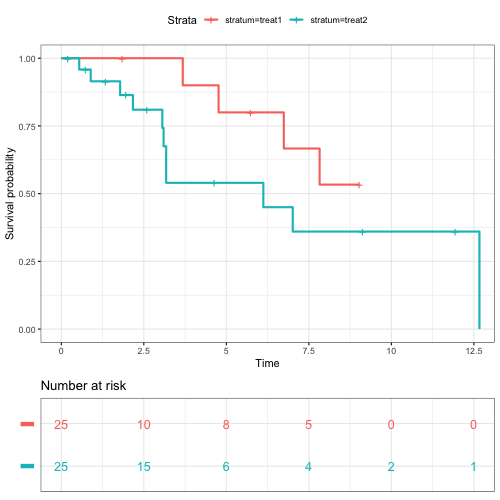 Strata stratum=treat1 stratum=treat2
1.00
0.75
0.50
0.25
0.00
Survival probability
0 2.5 5 7.5 10 12.5
Time
Number at risk
25 10 8 5 0 0
25 15 6 4 2 1